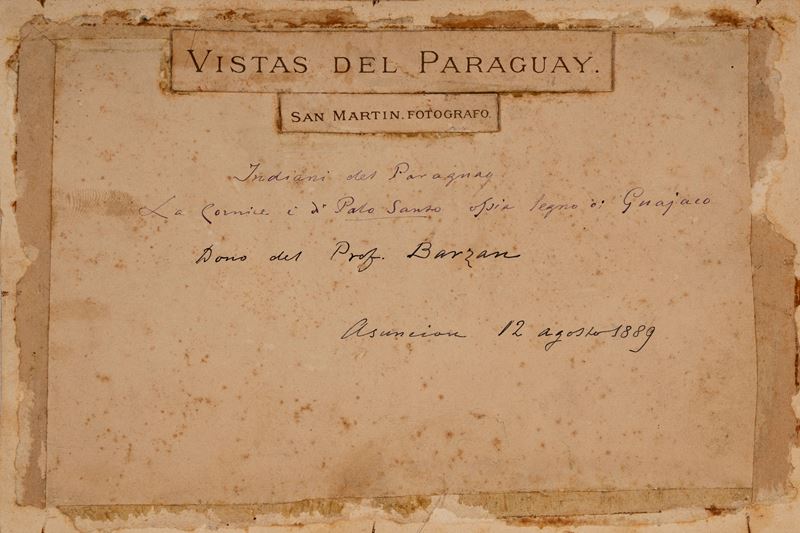 VISTAS DEL PARAGUAY.
SAN MARTIN. FOTOGRAFO.
Indiani del Paraguay
La cornice è di Palo Santo ossia legno di Guajaco
Dono del Prof. Barzan
Asuncion 12 agosto 1889